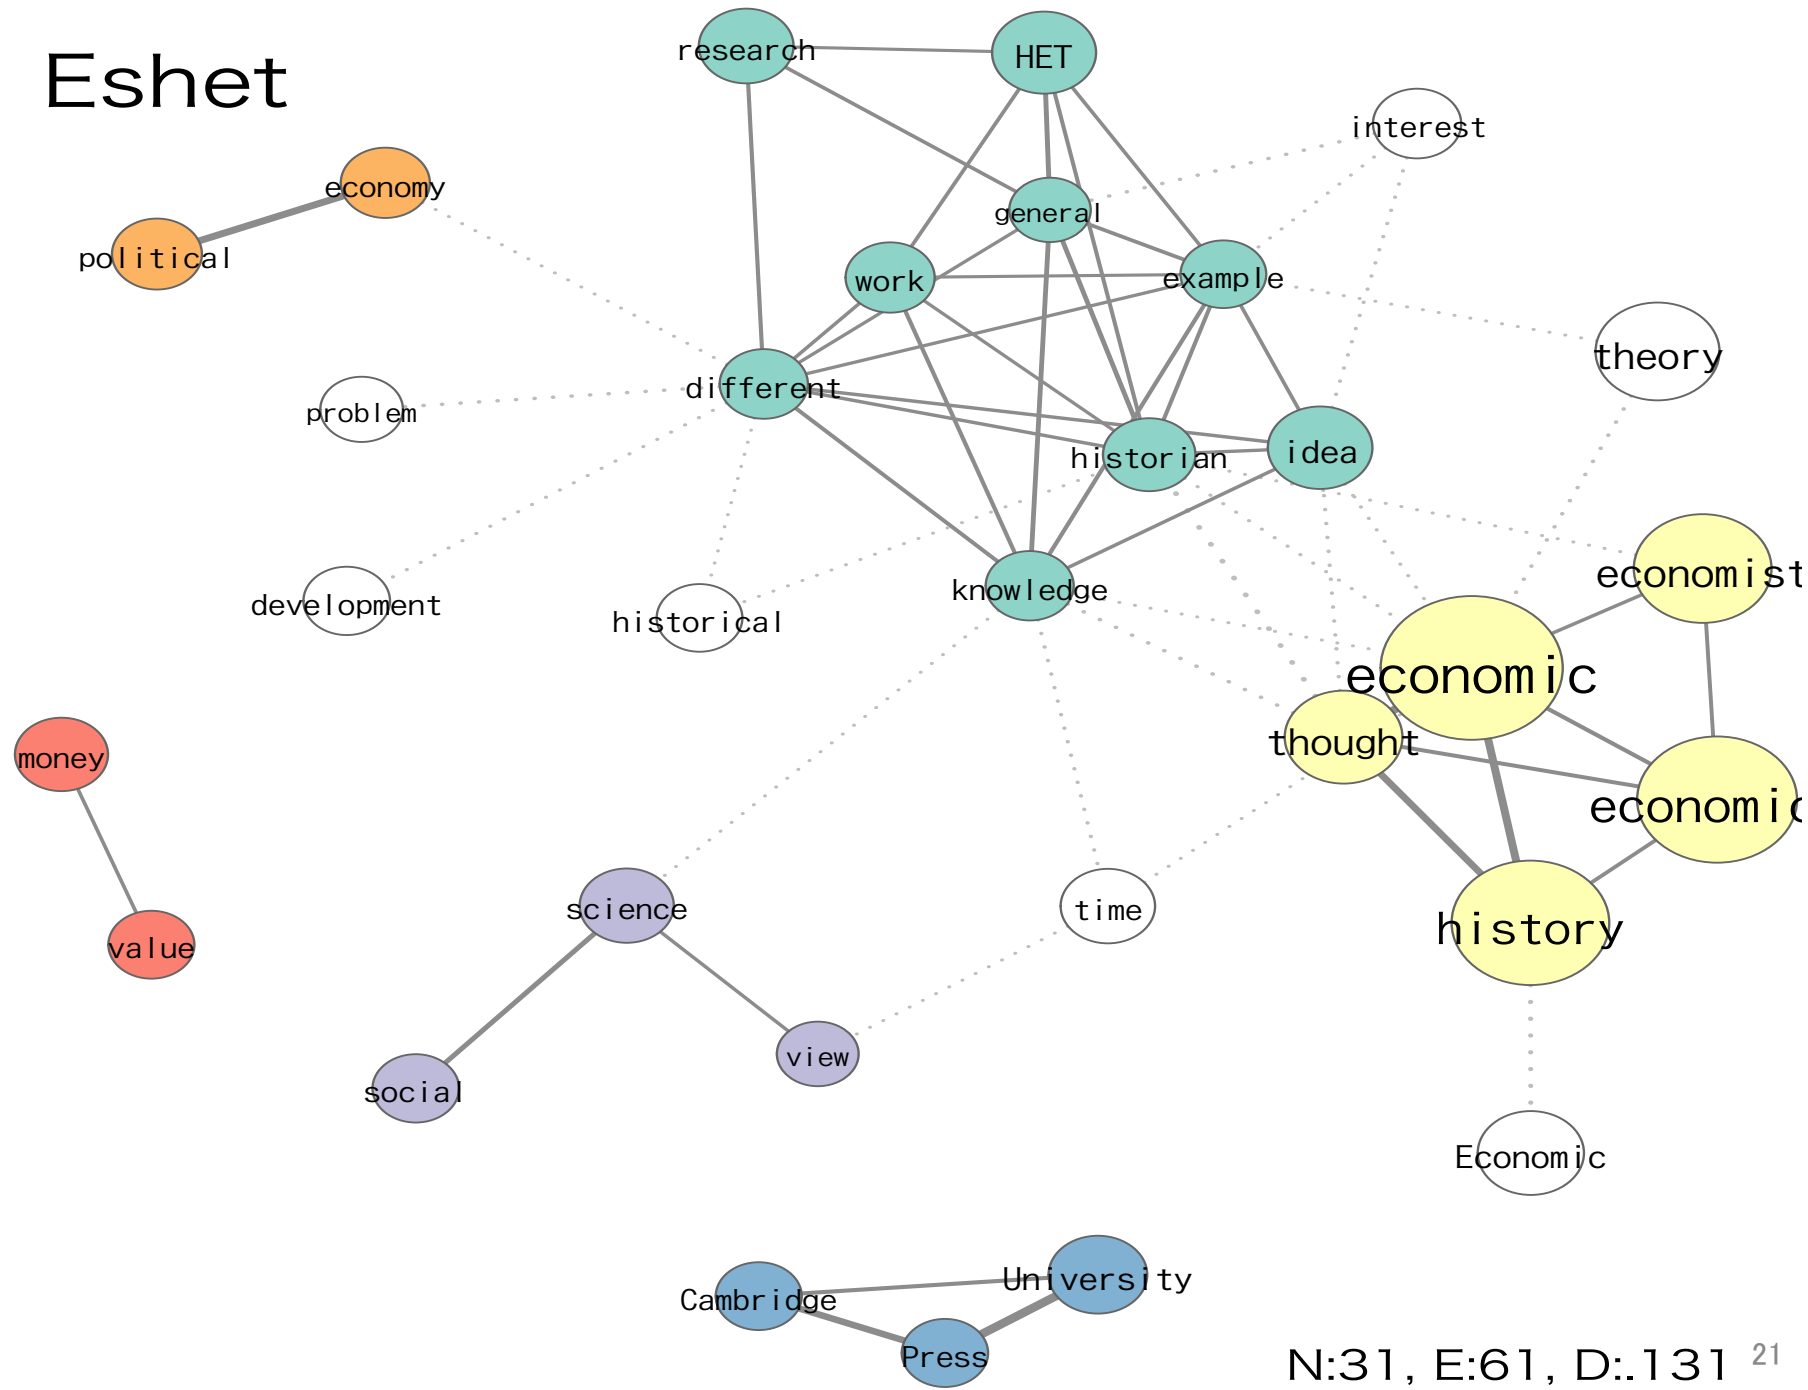 Eshet
research
HET
interest
economy
political
general
work
example
theory
different
problem
historian
idea
economist
knowledge
development
historical
economic
thought
money
economic
science
time
history
value
view
social
Economic
University
Cambridge
Press
N:31, E:61, D:.131
21